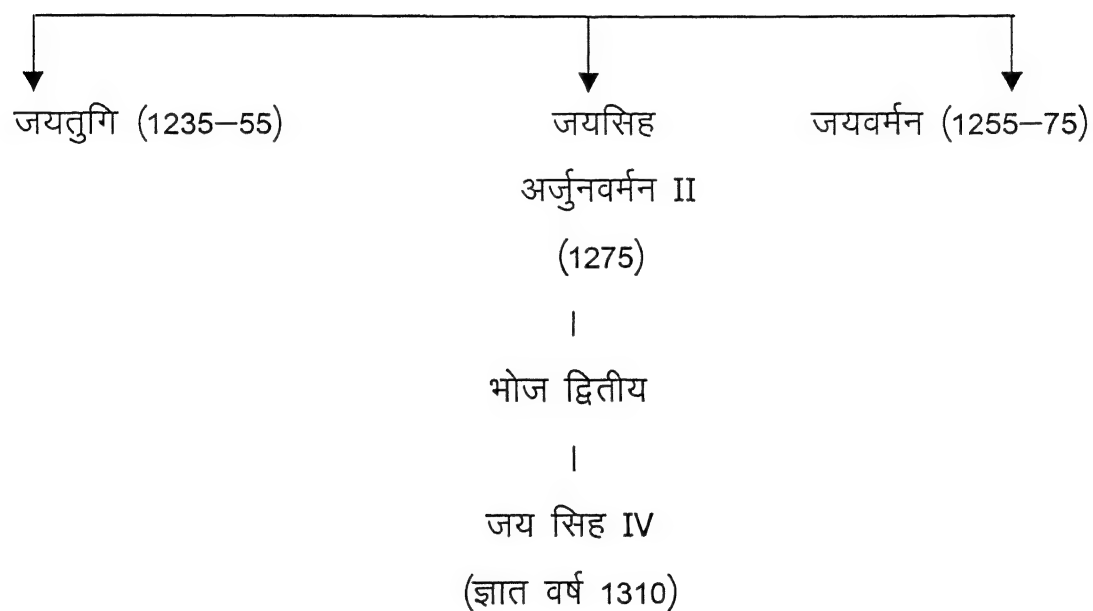 जयतुगि (1235–55) जयसिह जयवर्मन (1255–75)
अर्जुनवर्मन II
(1275)
भोज द्वितीय
जय सिह IV
(ज्ञात वर्ष 1310)